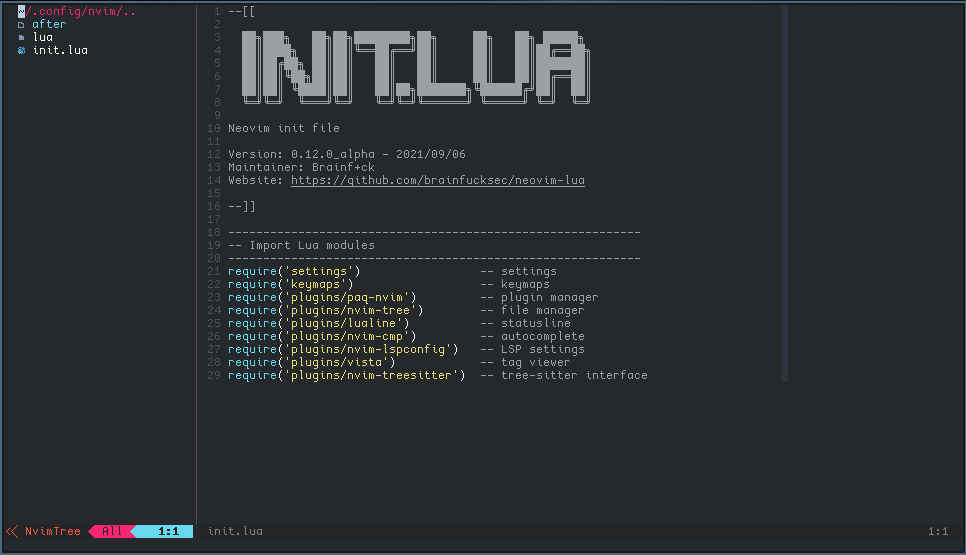 ~/.config/nvim/..
after
lua
init.lua
1 --[[
2
3
4
5
6
7
8
INIT.LUA
9
10 Neovim init file
11
12 Version: 0.12.0_alpha - 2021/09/06
13 Maintainer: Brainf+ck
14 Website: https://github.com/brainfucksec/neovim-lua
15
16 --]]
17
18 -----------------------------------------------------------
19 -- Import Lua modules
20 -----------------------------------------------------------
21 require('settings') -- settings
22 require('keymaps') -- keymaps
23 require('plugins/paq-nvim') -- plugin manager
24 require('plugins/nvim-tree') -- file manager
25 require('plugins/lualine') -- statusline
26 require('plugins/nvim-cmp') -- autocomplete
27 require('plugins/nvim-lspconfig') -- LSP settings
28 require('plugins/vista') -- tag viewer
29 require('plugins/nvim-treesitter') -- tree-sitter interface
NvimTree All 1:1 init.lua 1:1